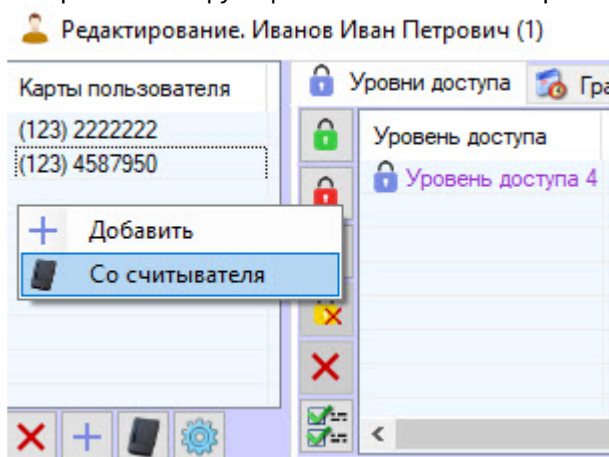 Редактирование. Иванов Иван Петрович (1)
Карты пользователя
(123) 2222222
(123) 4587950
Добавить
Со считывателя
Уровни доступа
Гра
Уровень доступа
Уровень доступа 4